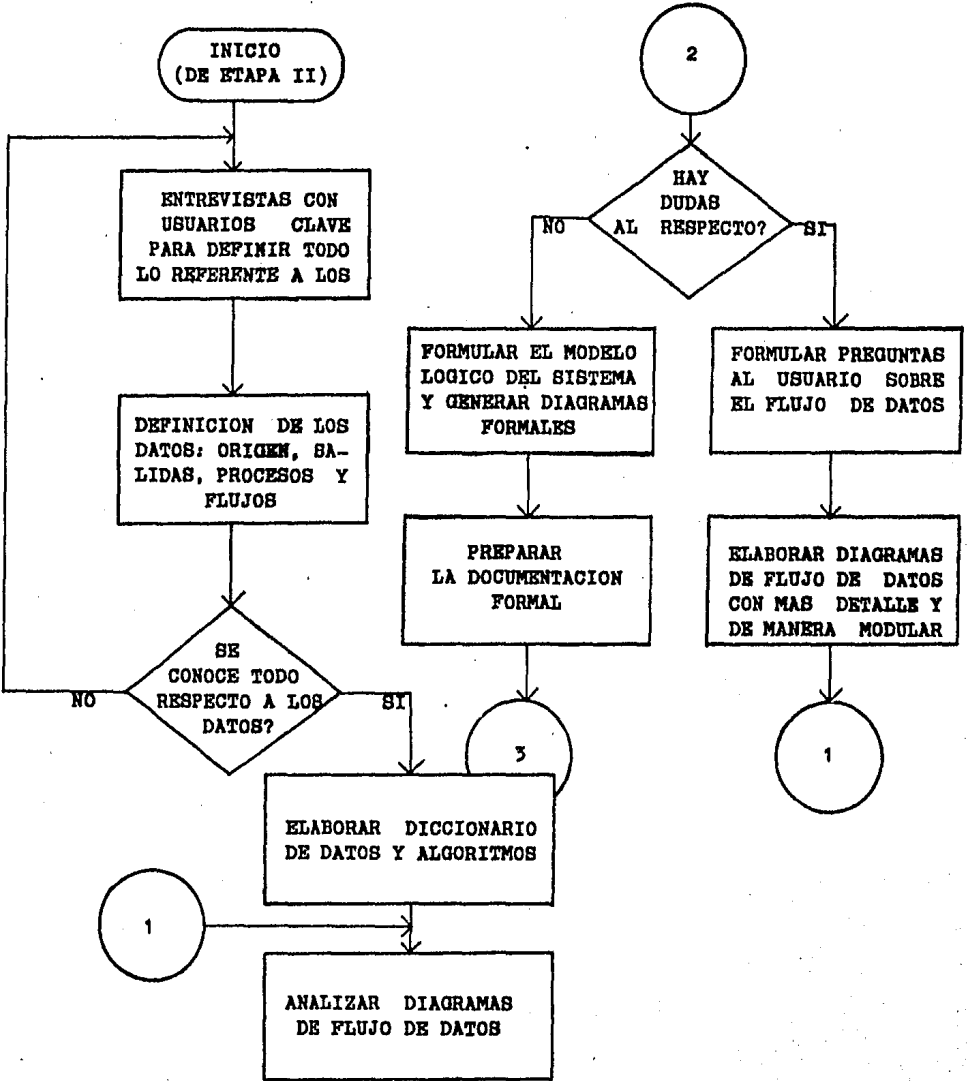 INICIO
(DE ETAPA II)
ENTREVISTAS CON
USUARIOS CLAVE
PARA DEFINIR TODO
LO REFERENTE A LOS
DEFINICION DE LOS
DATOS: ORIGEN, SA-
LIDAS, PROCESOS Y
FLUJOS
SE
CONOCE TODO
RESPECTO A LOS
DATOS?
NO
SI
ELABORAR DICCIONARIO
DE DATOS Y ALGORITMOS
1
ANALIZAR DIAGRAMAS
DE FLUJO DE DATOS
2
HAY
DUDAS
AL RESPECTO?
NO
SI
FORMULAR EL MODELO
LOGICO DEL SISTEMA
Y GENERAR DIAGRAMAS
FORMALES
PREPARAR
LA DOCUMENTACION
FORMAL
3
FORMULAR PREGUNTAS
AL USUARIO SOBRE
EL FLUJO DE DATOS
ELABORAR DIAGRAMAS
DE FLUJO DE DATOS
CON MAS DETALLE Y
DE MANERA MODULAR
1